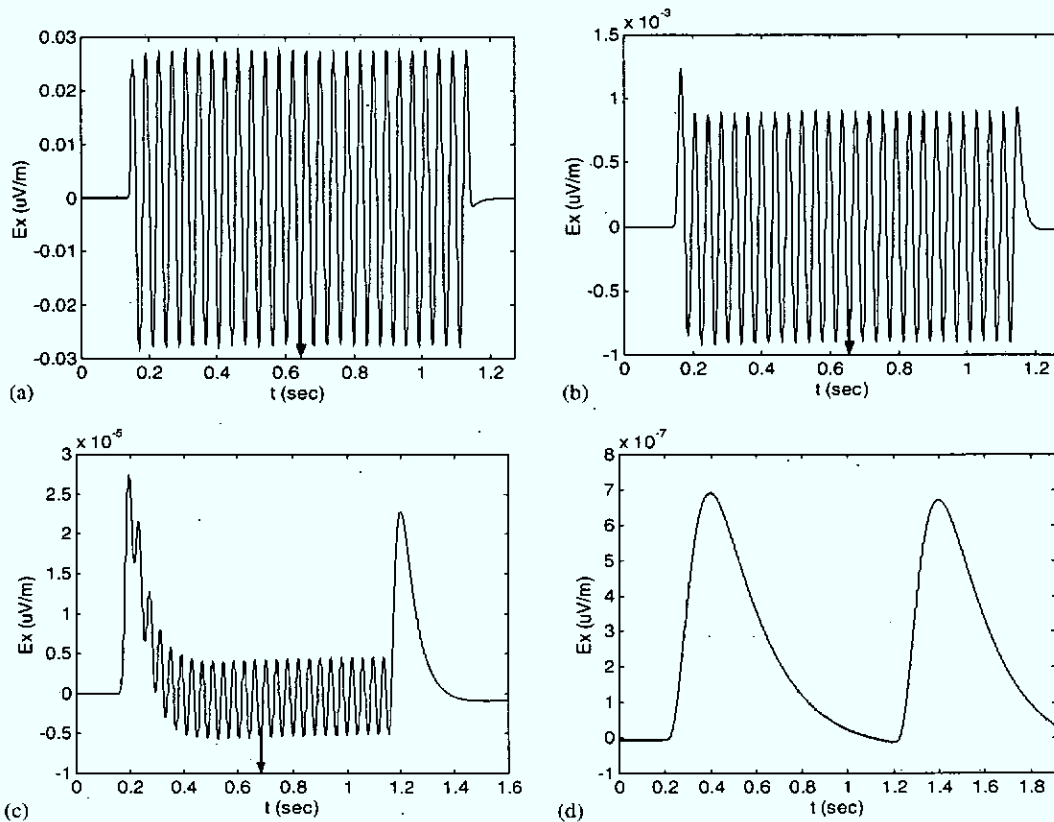 0.03
0.02
0.01
0
-0.01
-0.02
-0.03
Ex (uV/m)
0 0.2 0.4 0.6 0.8 1 1.2
t (sec)
(a)
x 10 -3
1.5
1
0.5
0
-0.5
-1
Ex (uV/m)
0 0.2 0.4 0.6 0.8 1 1.2
t (sec)
(b)
x 10 -5
3
2.5
2
1.5
1
0.5
0
-0.5
-1
Ex (uV/m)
0 0.2 0.4 0.6 0.8 1 1.2 1.4 1.6
t (sec)
(c)
x 10 -7
8
7
6
5
4
3
2
1
0
-1
Ex (uV/m)
0 0.2 0.4 0.6 0.8 1 1.2 1.4 1.6 1.8
t (sec)
(d)